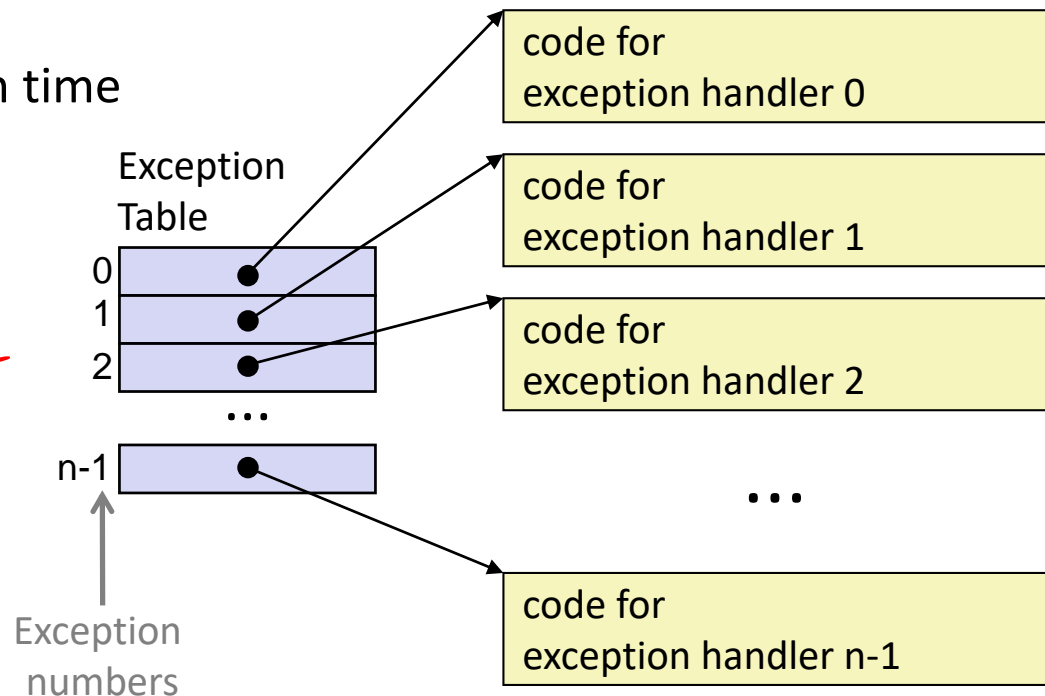 n time
Exception
Table
0
1
2
...
n-1
Exception
numbers
code for
exception handler 0
code for
exception handler 1
code for
exception handler 2
...
code for
exception handler n-1